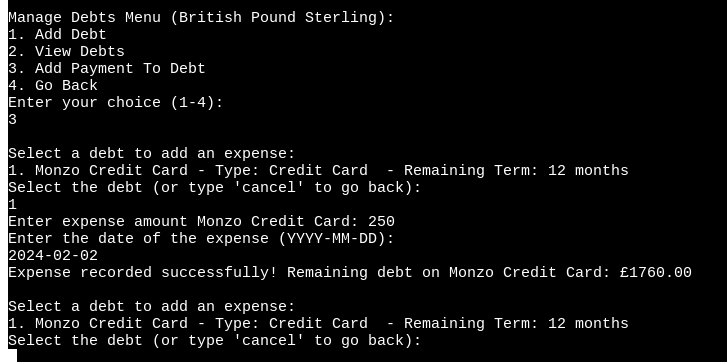 Manage Debts Menu (British Pound Sterling):
1. Add Debt
2. View Debts
3. Add Payment To Debt
4. Go Back
Enter your choice (1-4):
3
Select a debt to add an expense:
1. Monzo Credit Card - Type: Credit Card  - Remaining Term: 12 months
Select the debt (or type 'cancel' to go back):
1
Enter expense amount Monzo Credit Card: 250
Enter the date of the expense (YYYY-MM-DD):
2024-02-02
Expense recorded successfully! Remaining debt on Monzo Credit Card: £1760.00
Select a debt to add an expense:
1. Monzo Credit Card - Type: Credit Card  - Remaining Term: 12 months
Select the debt (or type 'cancel' to go back):